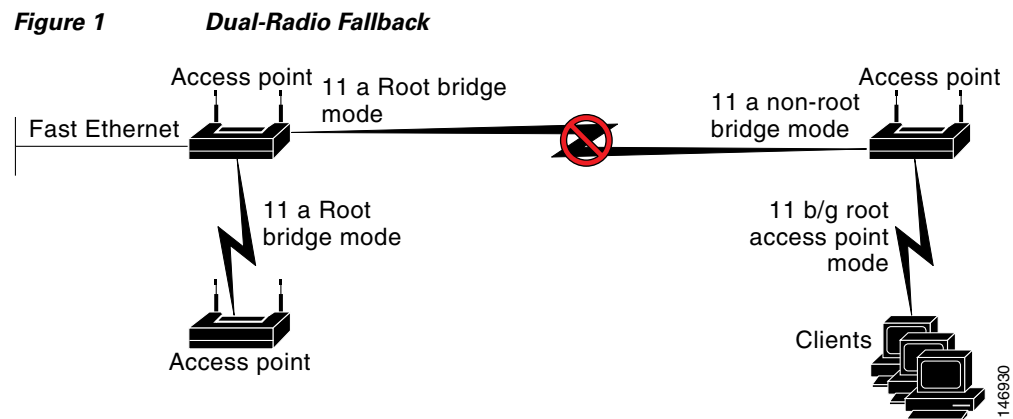 Figure 1 Dual-Radio Fallback
Access point
11 a Root bridge
mode
Fast Ethernet
11 a non-root
bridge mode
Access point
11 a Root
bridge mode
11 b/g root
access point
mode
Access point
Clients
146930